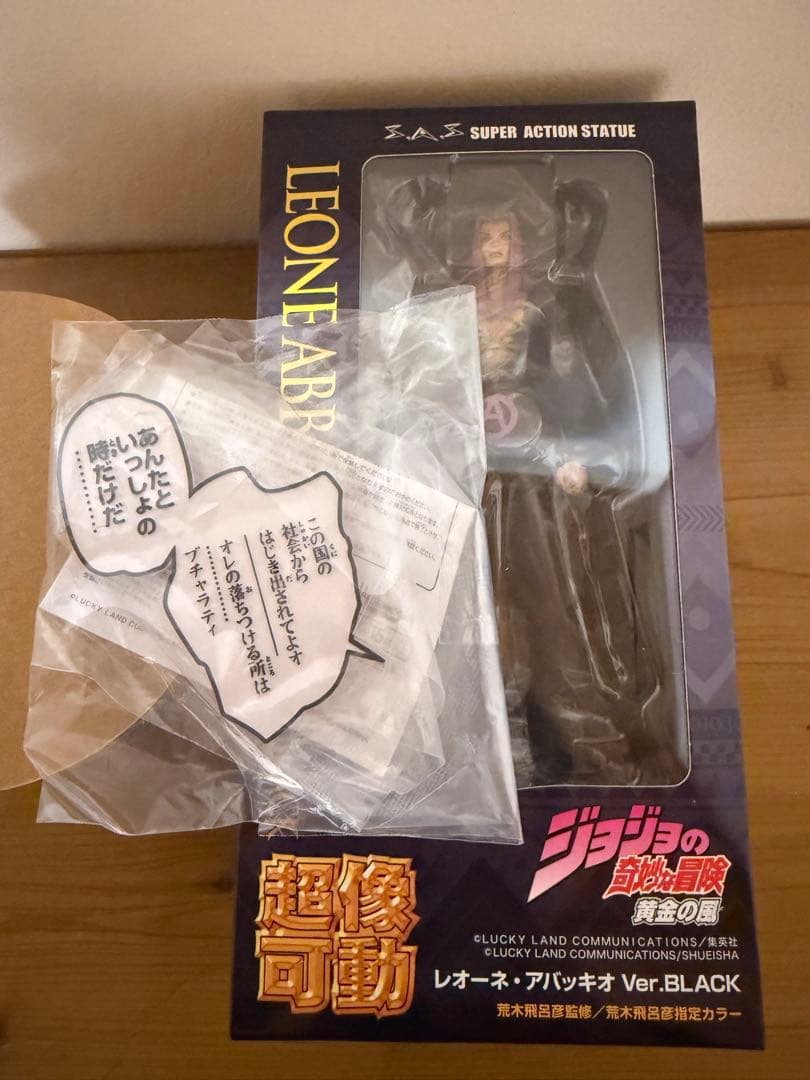 S.A.S SUPER ACTION STATUE
LEONE ABB
あんたと
いっしょの
時だけだ
………
この国の
社会から
はじき出されてよォ
オレの落ちつける所は
………
ブチャラティ
©LUCKY LAND CO
超像
可動
ジョジョの
奇妙な冒険
黄金の風
©LUCKY LAND COMMUNICATIONS/集英社
©LUCKY LAND COMMUNICATIONS/SHUEISHA
レオーネ・アバッキオ Ver.BLACK
荒木飛呂彦監修／荒木飛呂彦指定カラー